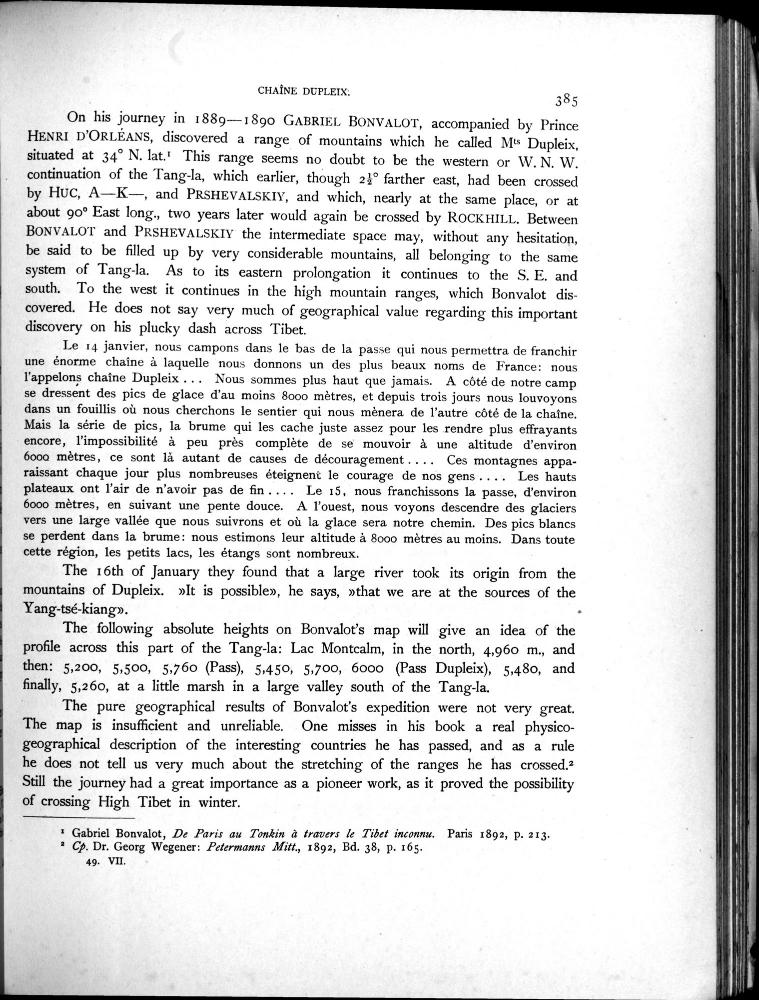 CHAÎNE DUPLEIX.
385
On his journey in 1889—1890 GABRIEL BONVALOT, accompanied by Prince
HENRI D'ORLÉANS, discovered a range of mountains which he called Mts Dupleix,
situated at 34° N. lat.¹ This range seems no doubt to be the western or W. N. W.
continuation of the Tang-la, which earlier, though 2½° farther east, had been crossed
by HUC, A—K—, and PRSHEVALSKIY, and which, nearly at the same place, or at
about 90° East long., two years later would again be crossed by ROCKHILL. Between
BONVALOT and PRSHEVALSKIY the intermediate space may, without any hesitation,
be said to be filled up by very considerable mountains, all belonging to the same
system of Tang-la. As to its eastern prolongation it continues to the S. E. and
south. To the west it continues in the high mountain ranges, which Bonvalot dis-
covered. He does not say very much of geographical value regarding this important
discovery on his plucky dash across Tibet.
Le 14 janvier, nous campons dans le bas de la passe qui nous permettra de franchir
une énorme chaîne à laquelle nous donnons un des plus beaux noms de France: nous
l'appelons chaîne Dupleix ... Nous sommes plus haut que jamais. A côté de notre camp
se dressent des pics de glace d'au moins 8000 mètres, et depuis trois jours nous louvoyons
dans un fouillis où nous cherchons le sentier qui nous mènera de l'autre côté de la chaîne.
Mais la série de pics, la brume qui les cache juste assez pour les rendre plus effrayants
encore, l'impossibilité à peu près complète de se mouvoir à une altitude d'environ
6000 mètres, ce sont là autant de causes de découragement .... Ces montagnes appa-
raissant chaque jour plus nombreuses éteignent le courage de nos gens .... Les hauts
plateaux ont l'air de n'avoir pas de fin .... Le 15, nous franchissons la passe, d'environ
6000 mètres, en suivant une pente douce. A l'ouest, nous voyons descendre des glaciers
vers une large vallée que nous suivrons et où la glace sera notre chemin. Des pics blancs
se perdent dans la brume: nous estimons leur altitude à 8000 mètres au moins. Dans toute
cette région, les petits lacs, les étangs sont nombreux.
The 16th of January they found that a large river took its origin from the
mountains of Dupleix. »It is possible», he says, »that we are at the sources of the
Yang-tsé-kiang».
The following absolute heights on Bonvalot's map will give an idea of the
profile across this part of the Tang-la: Lac Montcalm, in the north, 4,960 m., and
then: 5,200, 5,500, 5,760 (Pass), 5,450, 5,700, 6000 (Pass Dupleix), 5,480, and
finally, 5,260, at a little marsh in a large valley south of the Tang-la.
The pure geographical results of Bonvalot's expedition were not very great.
The map is insufficient and unreliable. One misses in his book a real physico-
geographical description of the interesting countries he has passed, and as a rule
he does not tell us very much about the stretching of the ranges he has crossed.²
Still the journey had a great importance as a pioneer work, as it proved the possibility
of crossing High Tibet in winter.
¹ Gabriel Bonvalot, De Paris au Tonkin à travers le Tibet inconnu. Paris 1892, p. 213.
² Cp. Dr. Georg Wegener: Petermanns Mitt., 1892, Bd. 38, p. 165.
49. VII.